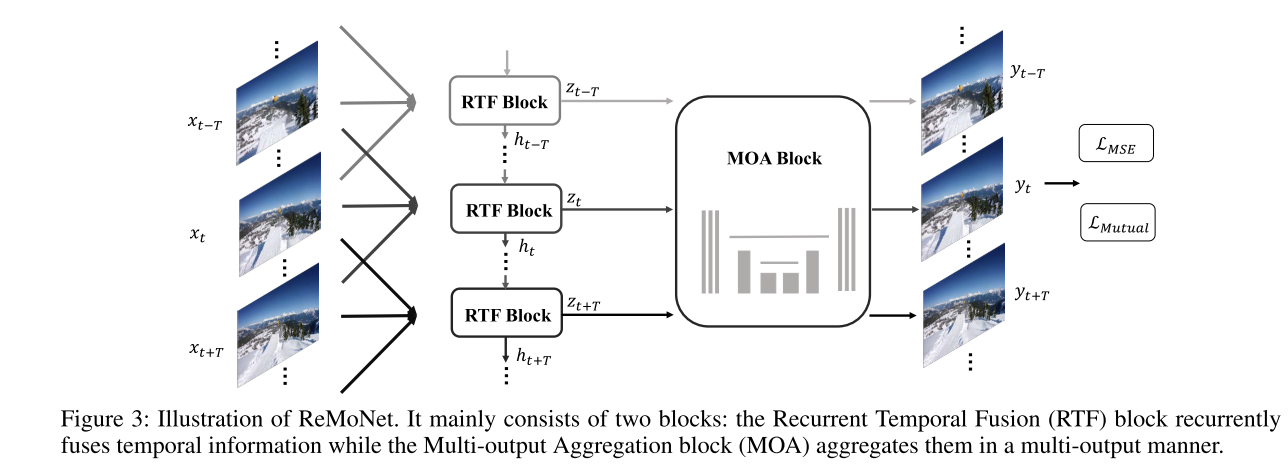 x_{t-T}
x_t
x_{t+T}
RTF Block
z_{t-T}
h_{t-T}
RTF Block
z_t
h_t
RTF Block
z_{t+T}
h_{t+T}
MOA Block
y_{t-T}
y_t
y_{t+T}
ℒ_{MSE}
ℒ_{Mutual}
Figure 3: Illustration of ReMoNet. It mainly consists of two blocks: the Recurrent Temporal Fusion (RTF) block recurrently
fuses temporal information while the Multi-output Aggregation block (MOA) aggregates them in a multi-output manner.